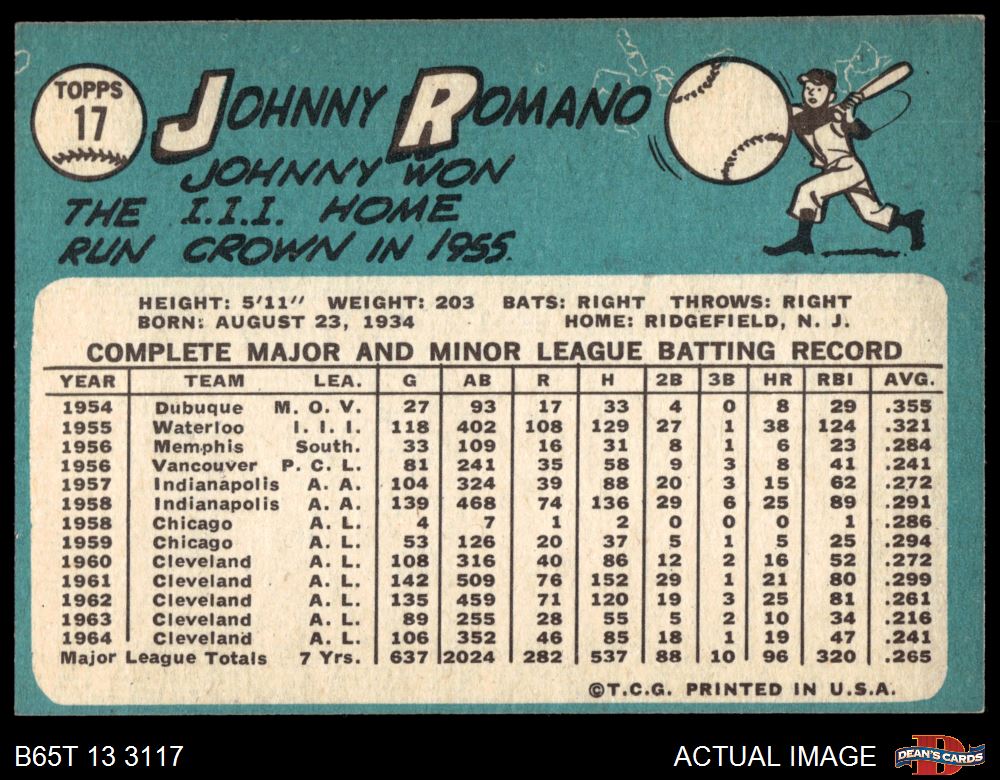 TOPPS
17
JOHNNY ROMANO
JOHNNY WON
THE I.I.I. HOME
RUN CROWN IN 1955.
HEIGHT: 5'11" WEIGHT: 203 BATS: RIGHT THROWS: RIGHT
BORN: AUGUST 23, 1934 HOME: RIDGEFIELD, N. J.
COMPLETE MAJOR AND MINOR LEAGUE BATTING RECORD
YEAR TEAM LEA. G AB R H 2B 3B HR RBI AVG.
1954 Dubuque M. O. V. 27 93 17 33 4 0 8 29 .355
1955 Waterloo I. I. I. 118 402 108 129 27 1 38 124 .321
1956 Memphis South. 33 109 16 31 8 1 6 23 .284
1956 Vancouver P. C. L. 81 241 35 58 9 3 8 41 .241
1957 Indianapolis A. A. 104 324 39 88 20 3 15 62 .272
1958 Indianapolis A. A. 139 468 74 136 29 6 25 89 .291
1958 Chicago A. L. 4 7 1 2 0 0 0 1 .286
1959 Chicago A. L. 53 126 20 37 5 1 5 25 .294
1960 Cleveland A. L. 108 316 40 86 12 2 16 52 .272
1961 Cleveland A. L. 142 509 76 152 29 1 21 80 .299
1962 Cleveland A. L. 135 459 71 120 19 3 25 81 .261
1963 Cleveland A. L. 89 255 28 55 5 2 10 34 .216
1964 Cleveland A. L. 106 352 46 85 18 1 19 47 .241
Major League Totals 7 Yrs. 637 2024 282 537 88 10 96 320 .265
©T.C.G. PRINTED IN U.S.A.
B65T 13 3117 ACTUAL IMAGE DEAN'S CARDS